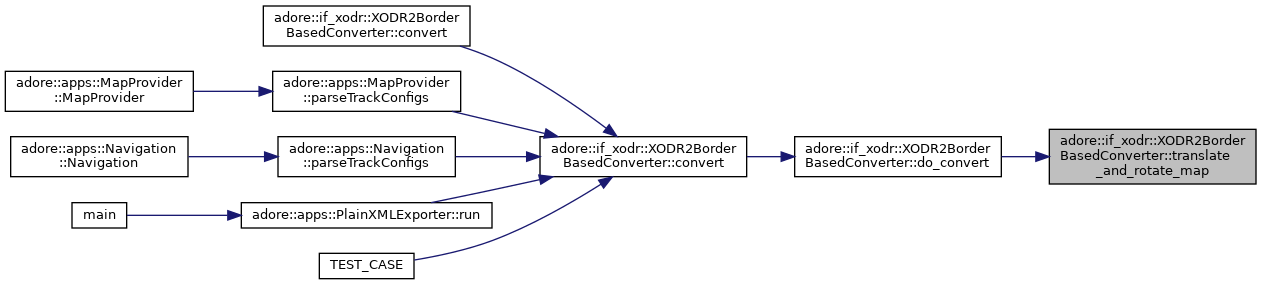 adore::if_xodr::XODR2Border
BasedConverter::convert
adore::apps::MapProvider
::MapProvider
adore::apps::MapProvider
::parseTrackConfigs
adore::apps::Navigation
::Navigation
adore::apps::Navigation
::parseTrackConfigs
main
adore::apps::PlainXMLExporter::run
TEST_CASE
adore::if_xodr::XODR2Border
BasedConverter::convert
adore::if_xodr::XODR2Border
BasedConverter::do_convert
adore::if_xodr::XODR2Border
BasedConverter::translate
_and_rotate_map